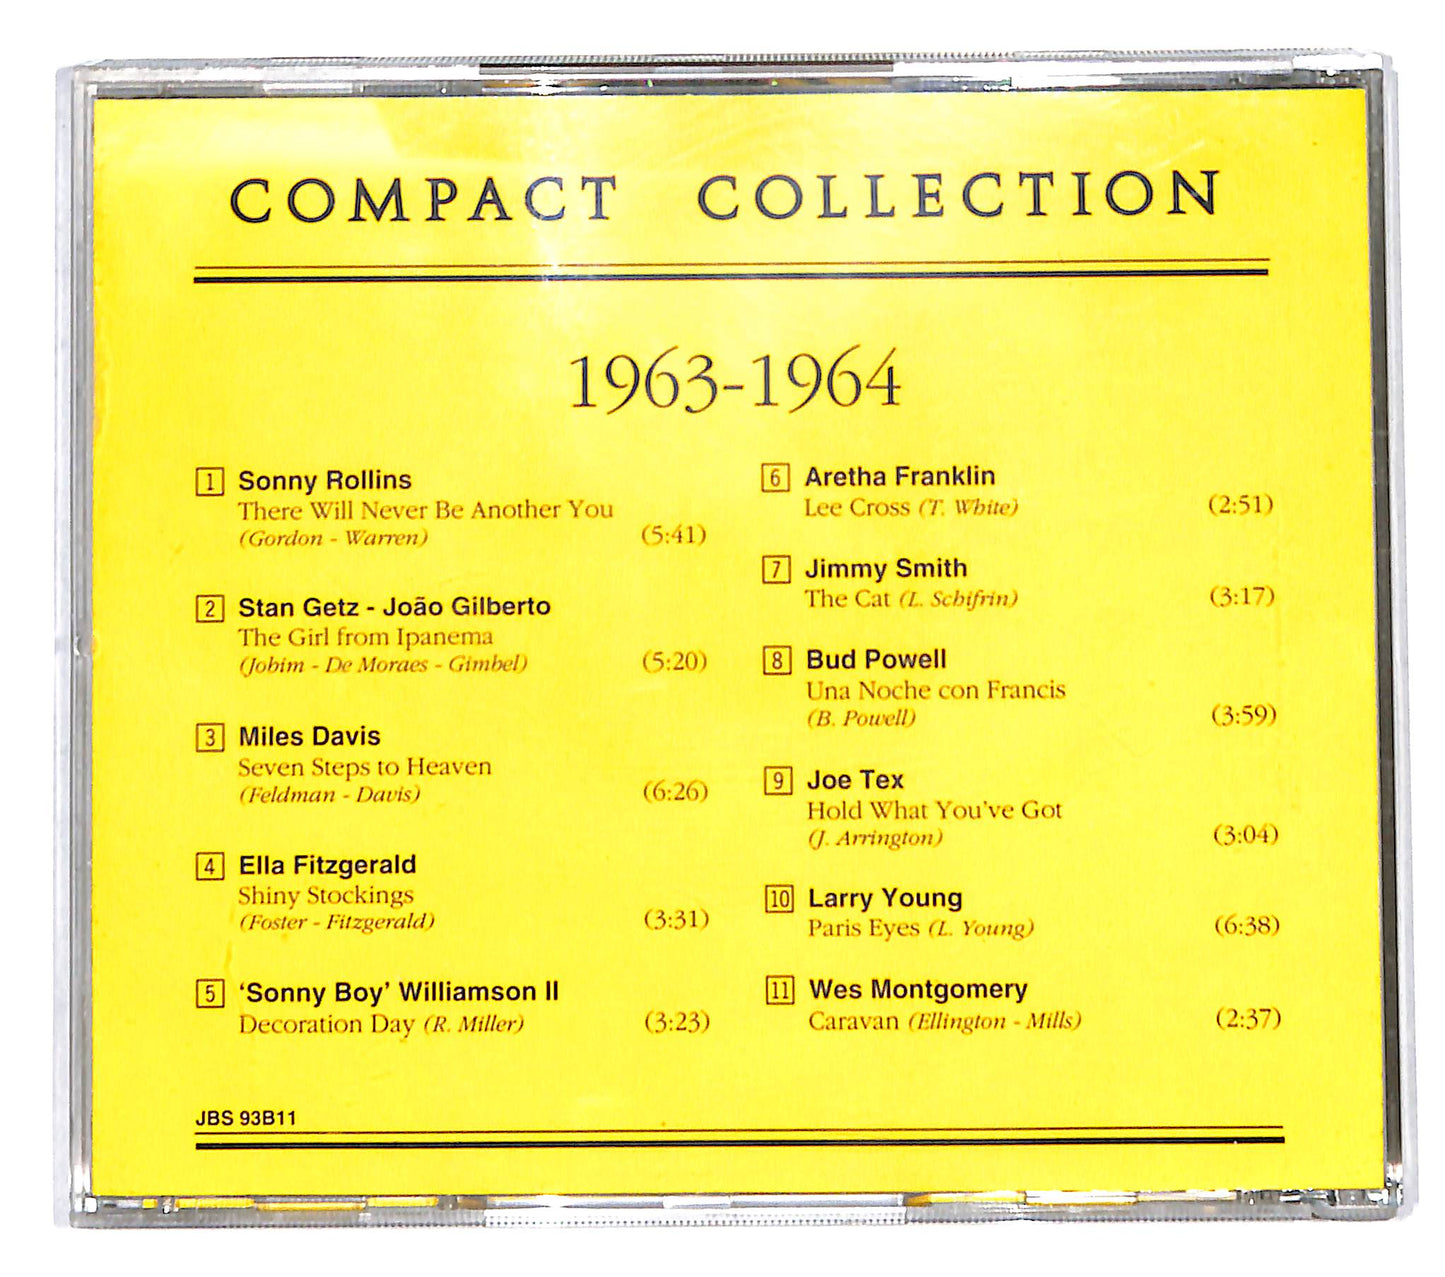 COMPACT COLLECTION
1963-1964
1 Sonny Rollins
There Will Never Be Another You
(Gordon - Warren) (5:41)
2 Stan Getz - João Gilberto
The Girl from Ipanema
(Jobim - De Moraes - Gimbel) (5:20)
3 Miles Davis
Seven Steps to Heaven
(Feldman - Davis) (6:26)
4 Ella Fitzgerald
Shiny Stockings
(Foster - Fitzgerald) (3:31)
5 ‘Sonny Boy’ Williamson II
Decoration Day (R. Miller) (3:23)
6 Aretha Franklin
Lee Cross (T. White) (2:51)
7 Jimmy Smith
The Cat (L. Schifrin) (3:17)
8 Bud Powell
Una Noche con Francis
(B. Powell) (3:59)
9 Joe Tex
Hold What You've Got
(J. Arrington) (3:04)
10 Larry Young
Paris Eyes (L. Young) (6:38)
11 Wes Montgomery
Caravan (Ellington - Mills) (2:37)
JBS 93B11